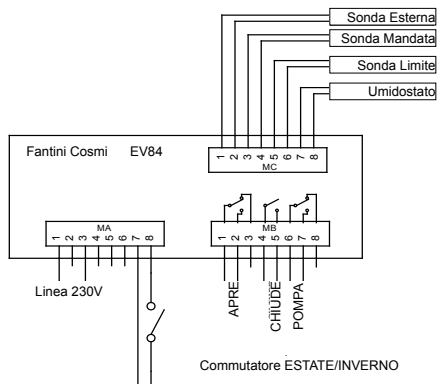 Sonda Esterna
Sonda Mandata
Sonda Limite
Umidostato
Fantini Cosmi EV84
1 2 3 4 5 6 7 8
MC
MA
1 2 3 4 5 6 7 8
MB
1 2 3 4 5 6 7 8
Linea 230V
APRE
CHIUDE
POMPA
Commutatore ESTATE/INVERNO